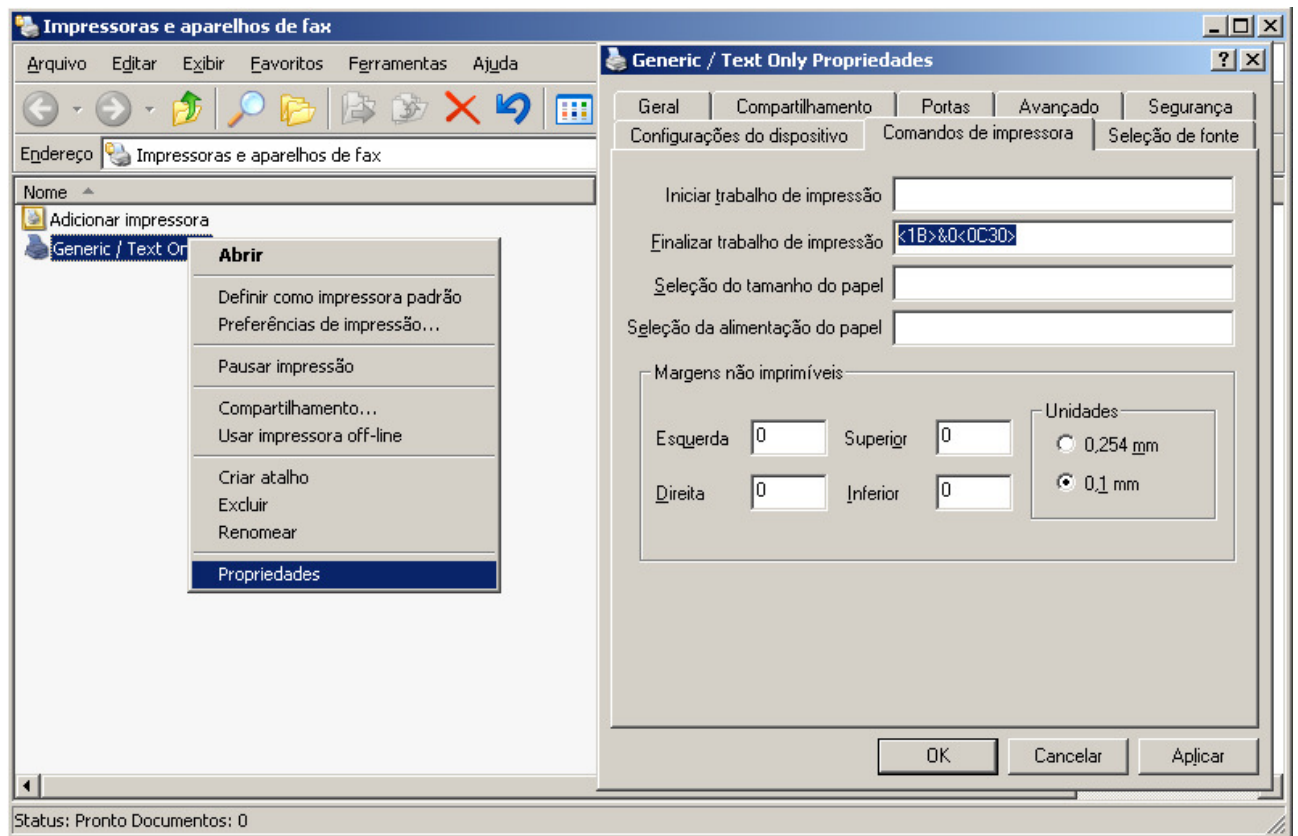 Impressoras e aparelhos de fax
Arquivo Editar Exibir Favoritos Ferramentas Ajuda
Endereço Impressoras e aparelhos de fax
Nome
Adicionar impressora
Generic / Text On
Abrir
Definir como impressora padrão
Preferências de impressão...
Pausar impressão
Compartilhamento...
Usar impressora off-line
Criar atalho
Excluir
Renomear
Propriedades
Generic / Text Only Propriedades
Geral Compartilhamento Portas Avançado Segurança
Configurações do dispositivo Comandos de impressora Seleção de fonte
Iniciar trabalho de impressão
Finalizar trabalho de impressão <1B>&0<0C30>
Seleção do tamanho do papel
Seleção da alimentação do papel
Margens não imprimíveis
Esquerda 0 Superior 0
Direita 0 Inferior 0
Unidades
0,254 mm
0,1 mm
OK Cancelar Aplicar
Status: Pronto Documentos: 0